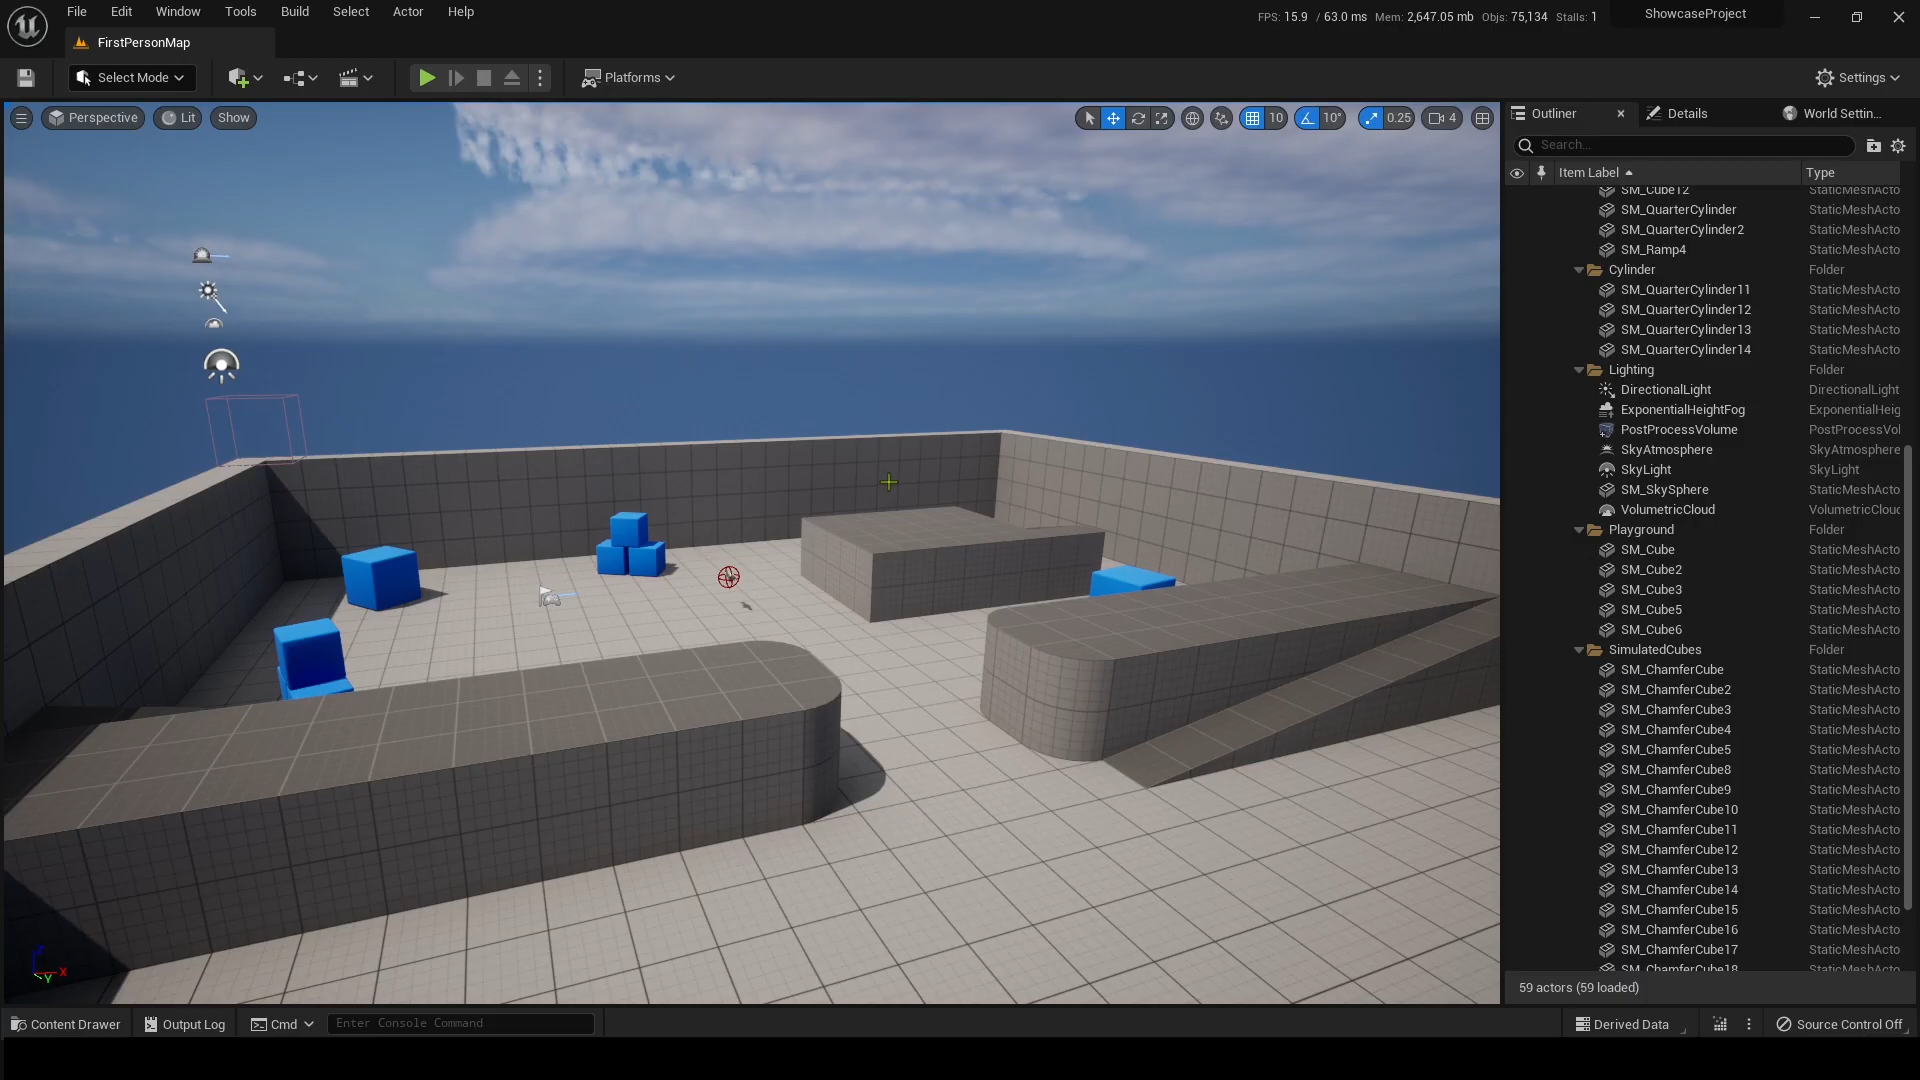 File Edit Window Tools Build Select Actor Help
FPS: 15.9 / 63.0 ms Mem: 2,647.05 mb Objs: 75,134 Stalls: 1
ShowcaseProject
FirstPersonMap
Select Mode
Platforms
Settings
Perspective Lit Show
10 10° 0.25 4
Outliner Details World Settin...
Search...
Item Label Type
SM_Cube12 StaticMeshActo
SM_QuarterCylinder StaticMeshActo
SM_QuarterCylinder2 StaticMeshActo
SM_Ramp4 StaticMeshActo
Cylinder Folder
SM_QuarterCylinder11 StaticMeshActo
SM_QuarterCylinder12 StaticMeshActo
SM_QuarterCylinder13 StaticMeshActo
SM_QuarterCylinder14 StaticMeshActo
Lighting Folder
DirectionalLight DirectionalLight
ExponentialHeightFog ExponentialHeig
PostProcessVolume PostProcessVol
SkyAtmosphere SkyAtmosphere
SkyLight SkyLight
SM_SkySphere StaticMeshActo
VolumetricCloud VolumetricCloud
Playground Folder
SM_Cube StaticMeshActo
SM_Cube2 StaticMeshActo
SM_Cube3 StaticMeshActo
SM_Cube5 StaticMeshActo
SM_Cube6 StaticMeshActo
SimulatedCubes Folder
SM_ChamferCube StaticMeshActo
SM_ChamferCube2 StaticMeshActo
SM_ChamferCube3 StaticMeshActo
SM_ChamferCube4 StaticMeshActo
SM_ChamferCube5 StaticMeshActo
SM_ChamferCube8 StaticMeshActo
SM_ChamferCube9 StaticMeshActo
SM_ChamferCube10 StaticMeshActo
SM_ChamferCube11 StaticMeshActo
SM_ChamferCube12 StaticMeshActo
SM_ChamferCube13 StaticMeshActo
SM_ChamferCube14 StaticMeshActo
SM_ChamferCube15 StaticMeshActo
SM_ChamferCube16 StaticMeshActo
SM_ChamferCube17 StaticMeshActo
SM_ChamferCube18 StaticMeshActo
59 actors (59 loaded)
Z
X
Y
Content Drawer Output Log Cmd Enter Console Command
Derived Data Source Control Off